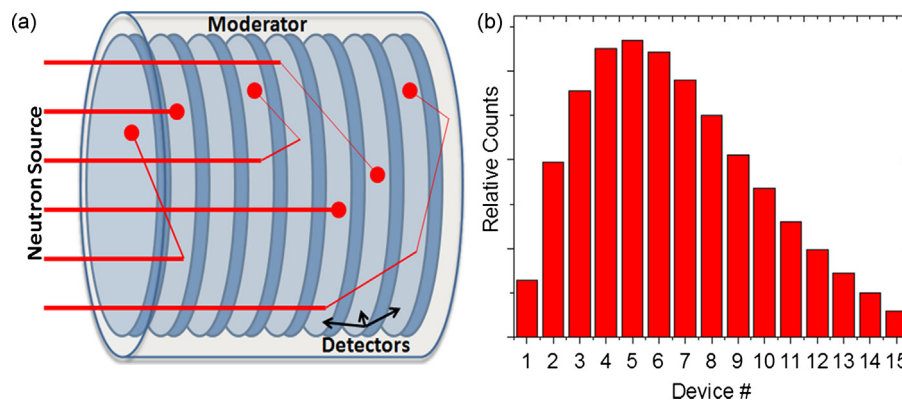 (a)
Moderator
Neutron Source
Detectors
(b)
Relative Counts
1 2 3 4 5 6 7 8 9 10 11 12 13 14 15
Device #